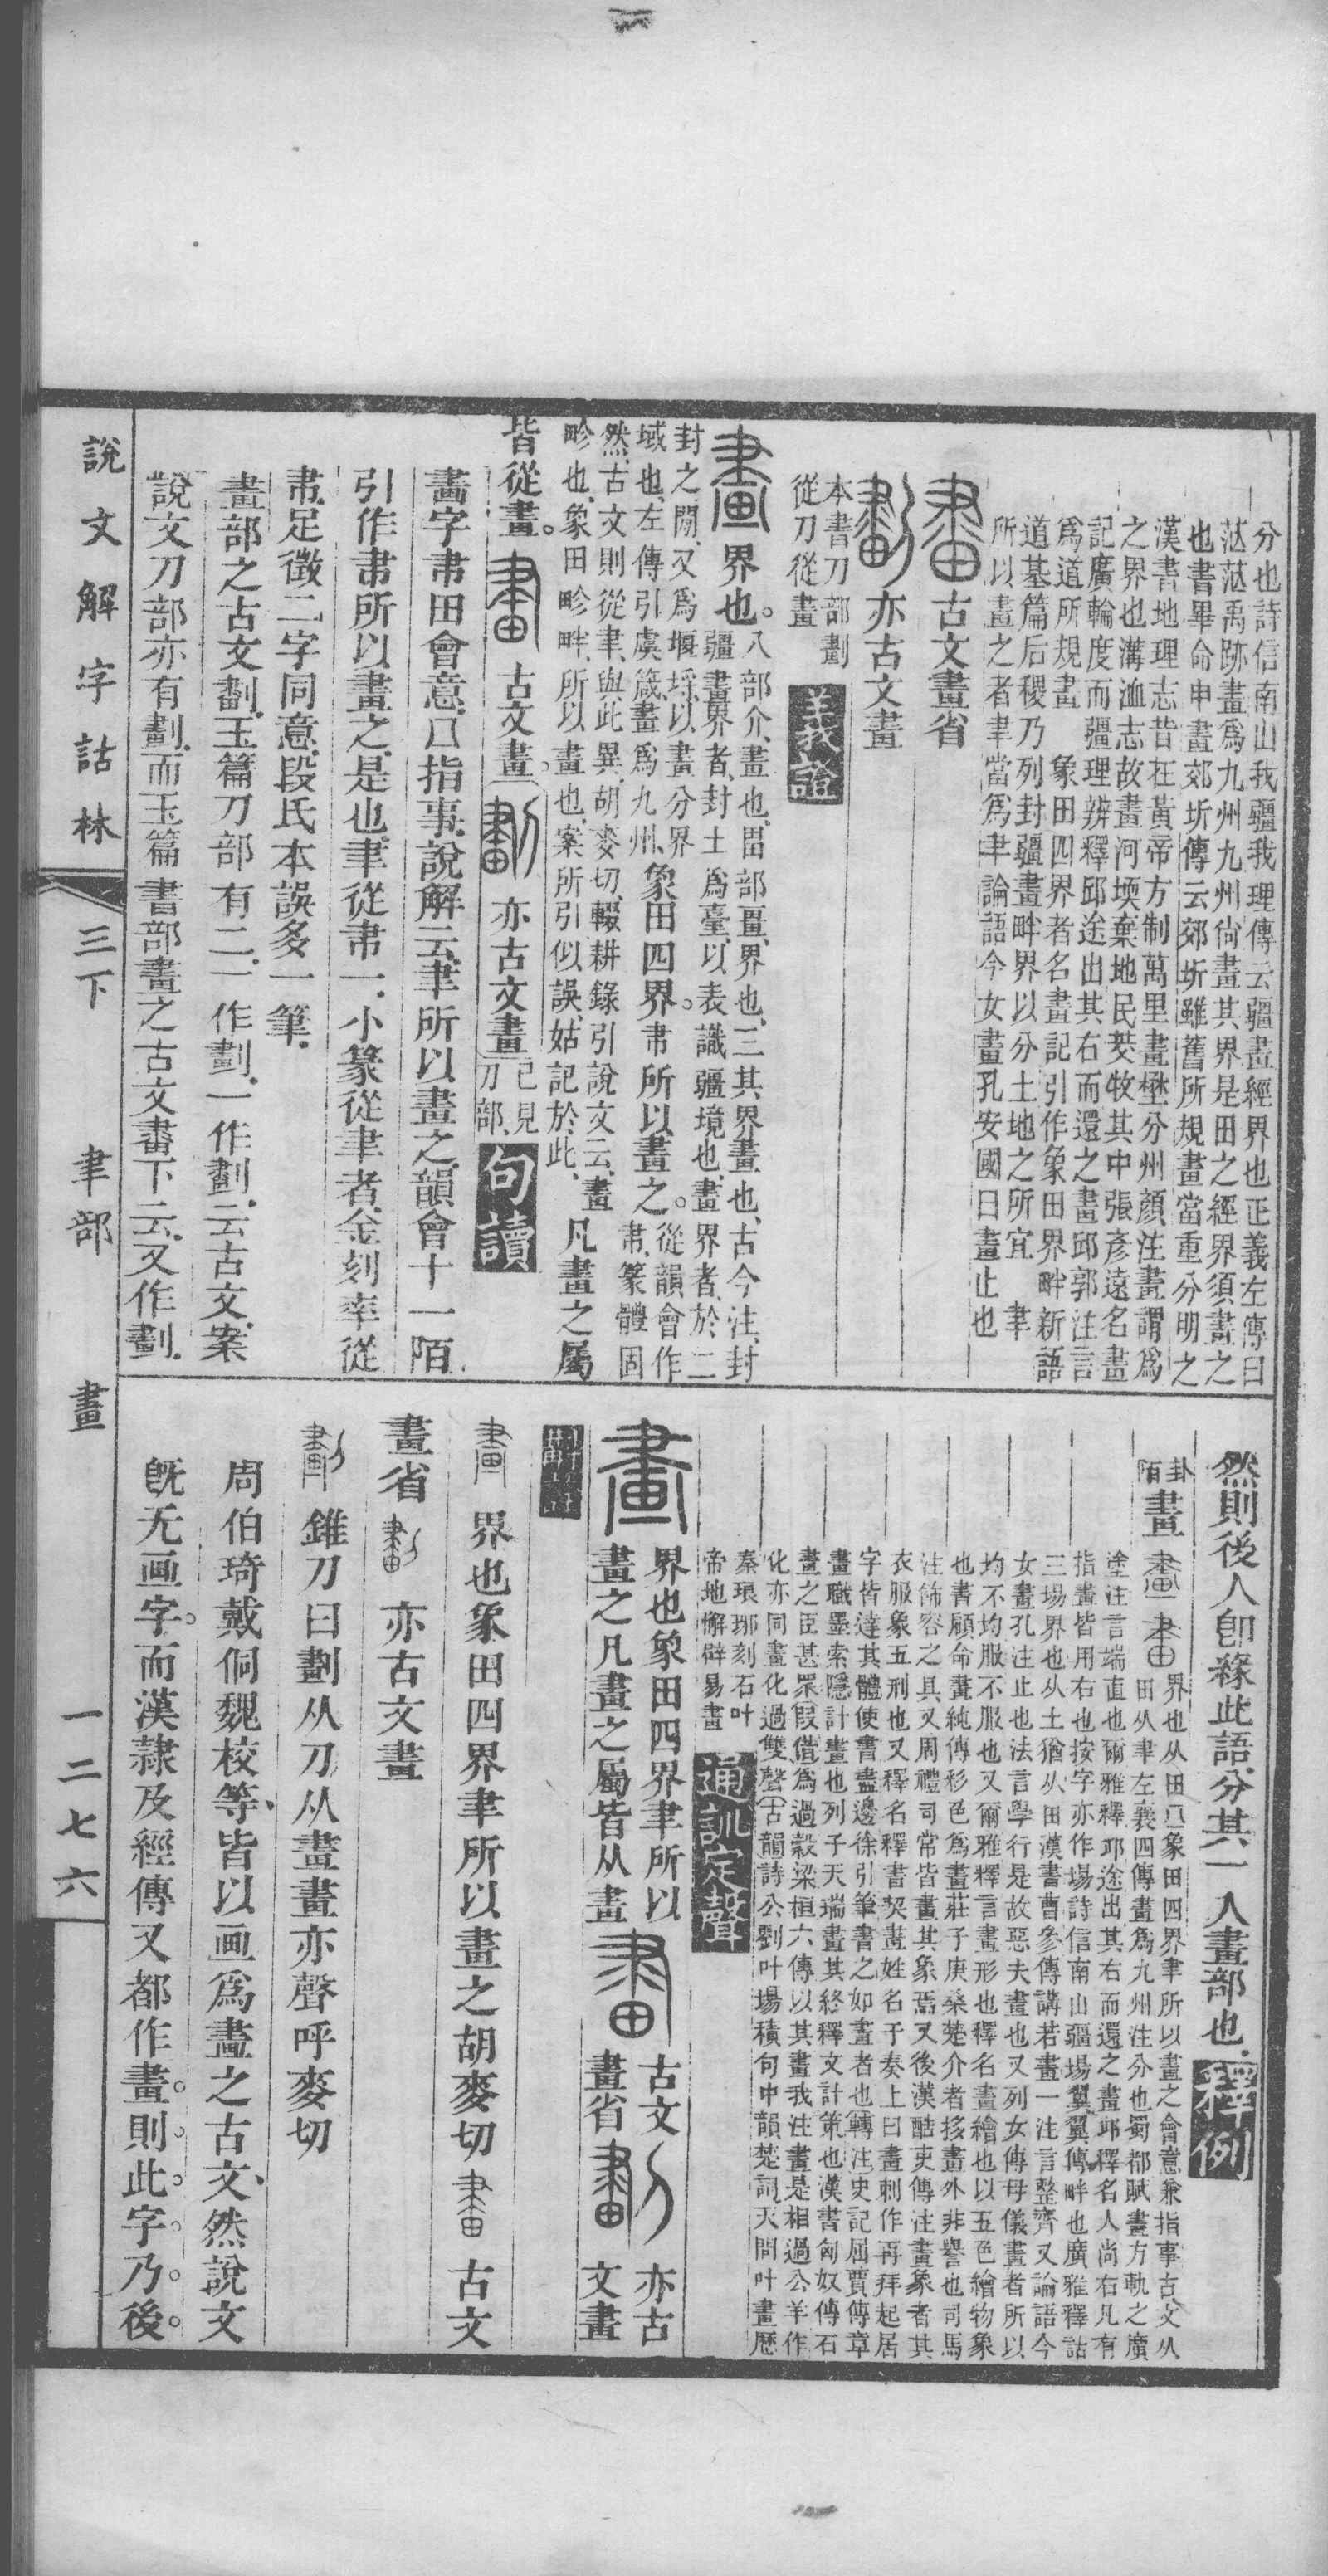 分也詩信南山我疆我理傳云疆畫經界也正義左傳曰
茫茫禹跡畫爲九州九州尙畫其界是田之經界須畫之
也書畢命申畫郊圻傳云郊圻雖舊所規畫當重分明之
漢書地理志昔在黃帝方制萬里畫壄分州顏注畫謂爲
之界也溝洫志故畫河堧棄地民茭牧其中張彥遠名畫
記廣輪度而疆理辨釋邱途出其右而還之畫邱郭注言
爲道所規畫　象田四界者名畫記引作象田界畔新語
道基篇后稷乃列封疆畫畔界以分土地之所宜　聿
所以畫之者聿當爲聿論語今女畫孔安國曰畫止也
古文畫省
亦古文畫
本書刀部劃
從刀從畫
義證
畫 界也。
八部介、畫也、畕部畺、界也、三其界畫也、古今注、封
疆畫界者、封土爲臺、以表識疆境也、畫界者、於二
封之閒、又爲堳埒、以畫分界
域也、左傳引虞箴、畫爲九州、
象田四界。聿所以畫之。
從韻會作
聿、篆體固
然、古文則從聿、與此異、胡麥切、輟耕錄引說文云、畫
畛也、象田畛畔、所以畫也、案所引似誤、姑記於此、
凡畫之屬
皆從畫。
古文畫。
亦古文畫
已見
刀部、
句讀
畵字聿田會意、囗指事、說解云、聿所以畫之、韻會十一陌
引作聿所以畫之、是也、聿從聿一、小篆從聿者、金刻率從
聿、足徵二字同意、段氏本誤多一筆、
畫部之古文劃、玉篇刀部有二、一作劃、一作劃、云古文、案
說文刀部亦有劃、而玉篇書部畫之古文畵下云、又作劃、
然則後人卽緣此語、分其一入畫部也、
釋例
卦
陌
畫
界也从田囗象田四界聿所以畫之會意兼指事古文从
田从聿左襄四傳畫爲九州注分也蜀都賦畫方軌之廣
塗注言端直也爾雅釋邱途出其右而還之畫邱釋名人尚右凡有
指畫皆用右也按字亦作場詩信南山疆場翼翼傳畔也廣雅釋詁
三場界也从土猶从田漢書曹參傳講若畫一注言整齊又論語今
女畫孔注止也法言學行是故惡夫畫也又列女傳母儀畫者所以
均不均服不服也又爾雅釋言畫形也釋名畫繪也以五色繪物象
也書顧命畫純傳彩色爲畫莊子庚桑楚介者拸畫外非譽也司馬
注飾容之具又周禮司常皆畫其象焉又後漢酷吏傳注畫象者其
衣服象五刑也又釋名釋書契畫姓名于奏上曰畫刺作再拜起居
字皆達其體使書盡邊徐引筆書之如畫者也轉注史記屈賈傳章
畫職墨索隱計畫也列子天瑞畫其終釋文計策也漢書匈奴傳石
畫之臣甚眾假借爲過穀梁桓六傳以其畫我注畫是相過公羊作
化亦同畫化過雙聲古韻詩公劉叶場積句中韻楚詞天問叶畫歷
秦琅邪刻石叶
帝地懈辟易畫
通訓定聲
界也象田四界聿所以
畫之凡畫之屬皆从畫
古文
畫省
亦古
文畫
界也象田四界聿所以畫之胡麥切
古文
畫省
亦古文畫
錐刀曰劃从刀从畫畫亦聲呼麥切
周伯琦戴侗魏校等、皆以画爲畫之古文、然說文
旣无画字。而漢隸及經傳又都作畫。則此字乃後。
說文解字詁林
三下
聿部
畫
一二七六